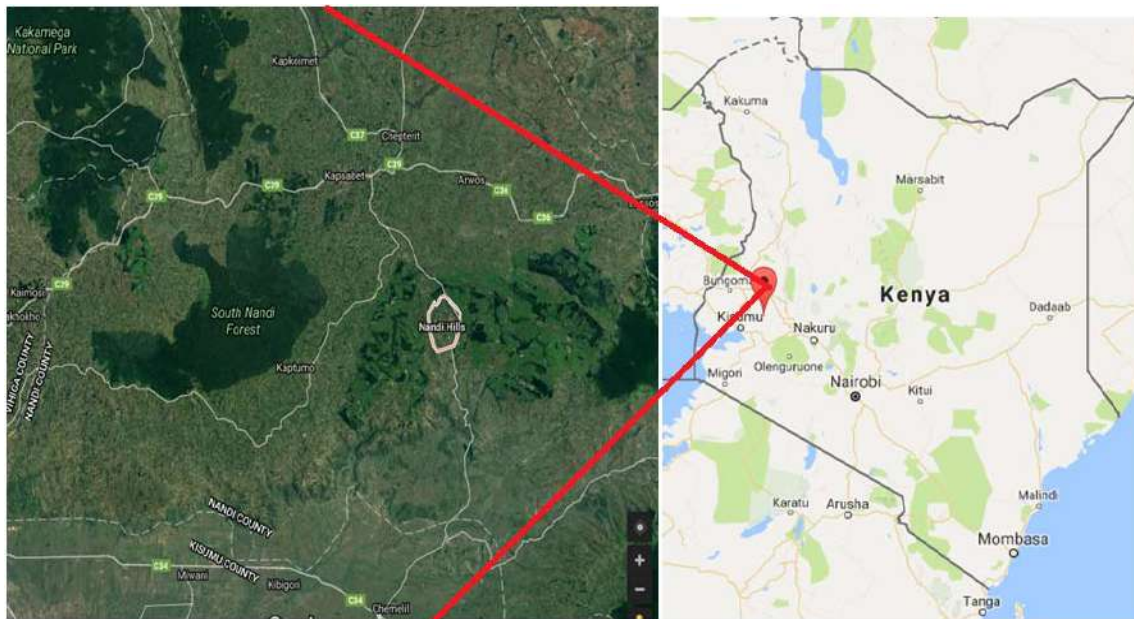 Kakamega
National Park
Kapkoimet
C37
Chepterit
C39
Kapsabet
C39
C39
Arwos
C36
C36
C39
Kaimosi
South Nandi
Forest
Nandi Hills
Kaptumo
VIHIGA COUNTY
NANDI COUNTY
NANDI COUNTY
KISUMU COUNTY
C34
Miwani
Kibigori
C34
Chemelil
+
−
Kakuma
Marsabit
Bungoma
Kenya
Kisumu
Nakuru
Dadaab
Olenguruone
Migori
Nairobi
Kitui
Karatu
Arusha
Malindi
Mombasa
Tanga